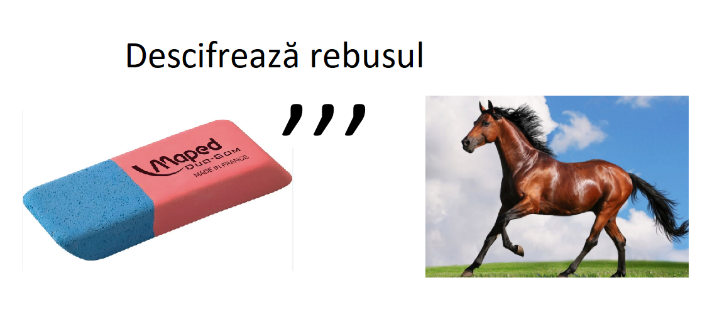 Descifrează rebusul
,,,
Maped
DUO-GOM
MADE IN FRANCE